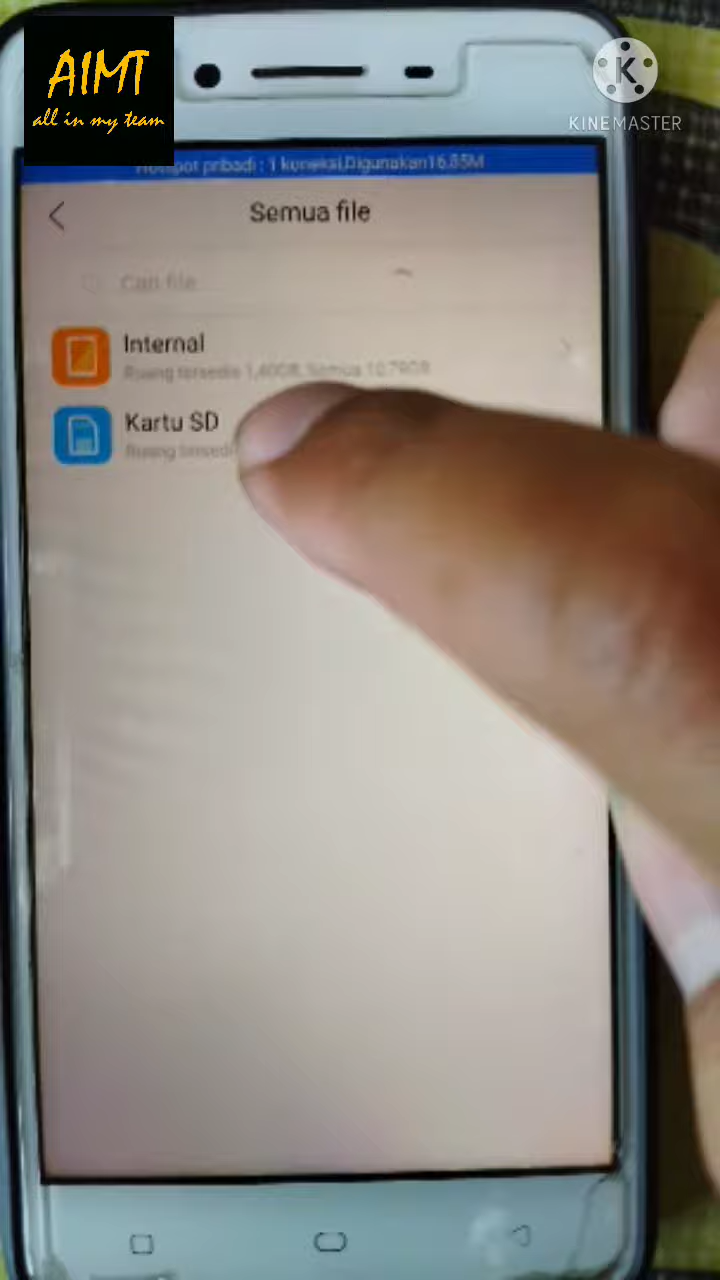 AIMT
all in my team
K
KINEMASTER
Hotspot pribadi : 1 koneksi,Digunakan16,85M
Semua file
Cari file
Internal
Ruang tersedia 1,40GB, Semua 10,79GB
Kartu SD
Ruang tersedi